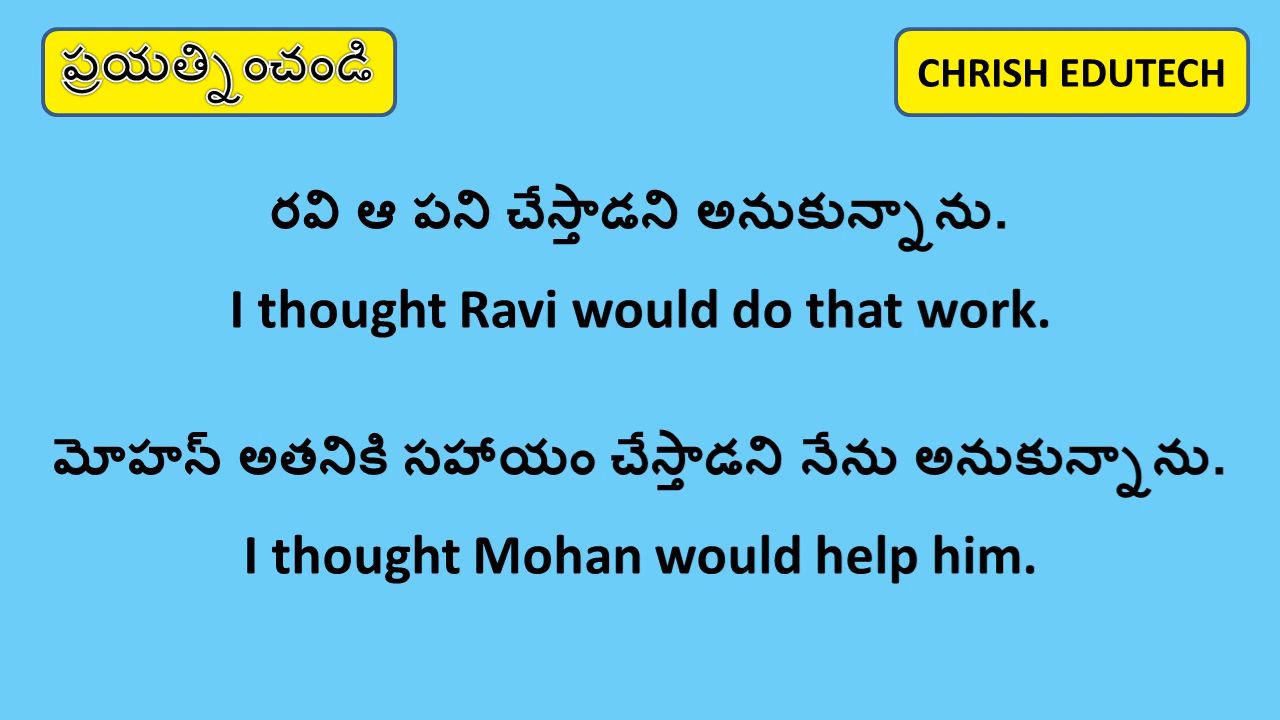 ప్రయత్నించండి
CHRISH EDUTECH
రవి ఆ పని చేస్తాడని అనుకున్నాను.
I thought Ravi would do that work.
మోహస్ అతనికి సహాయం చేస్తాడని నేను అనుకున్నాను.
I thought Mohan would help him.